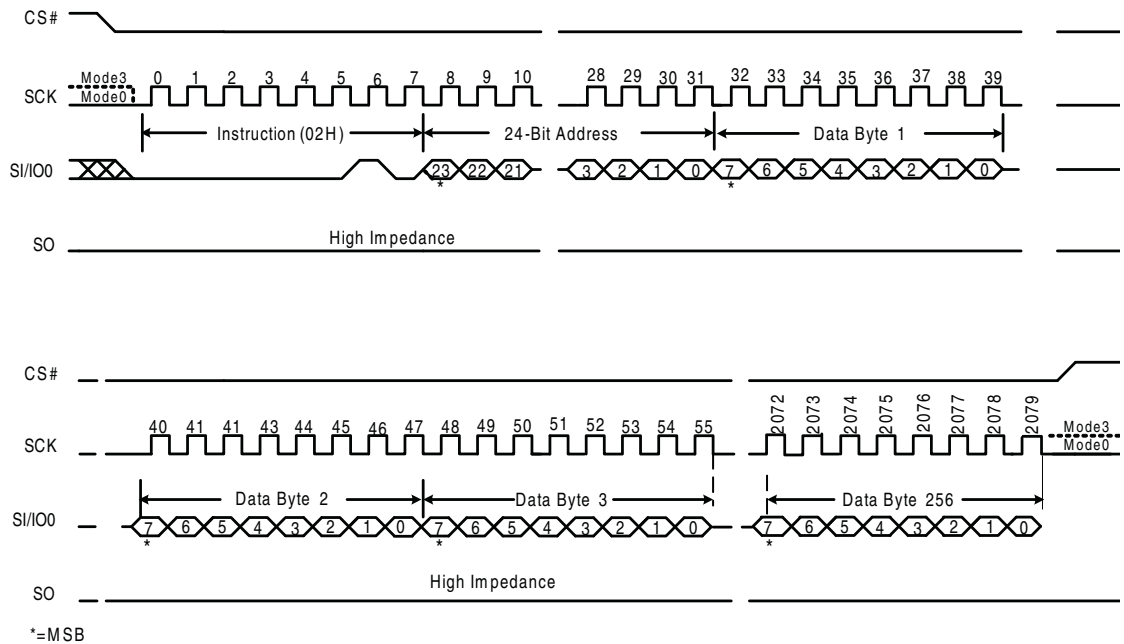 CS#
Mode3
0 1 2 3 4 5 6 7 8 9 10 28 29 30 31 32 33 34 35 36 37 38 39
SCK
Mode0
Instruction (02H) 24-Bit Address Data Byte 1
SI/IO0 23 22 21 3 2 1 0 7 6 5 4 3 2 1 0
* *
High Impedance
SO
CS#
40 41 41 43 44 45 46 47 48 49 50 51 52 53 54 55 2072 2073 2074 2075 2076 2077 2078 2079
Mode3
SCK
Mode0
Data Byte 2 Data Byte 3 Data Byte 256
SI/IO0 7 6 5 4 3 2 1 0 7 6 5 4 3 2 1 0 7 6 5 4 3 2 1 0
* * *
High Impedance
SO
*=MSB